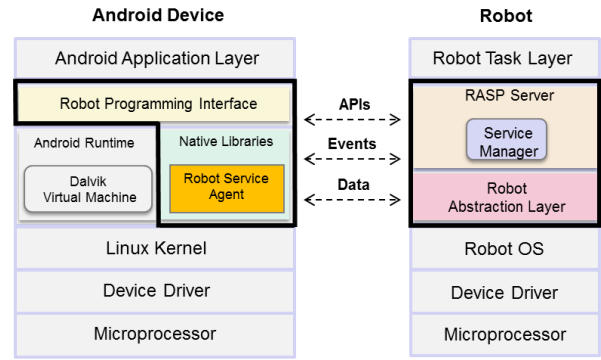 Android Device
Robot
Android Application Layer
Robot Programming Interface
Android Runtime
Dalvik
Virtual Machine
Native Libraries
Robot Service
Agent
Linux Kernel
Device Driver
Microprocessor
APIs
Events
Data
Robot Task Layer
RASP Server
Service
Manager
Robot
Abstraction Layer
Robot OS
Device Driver
Microprocessor